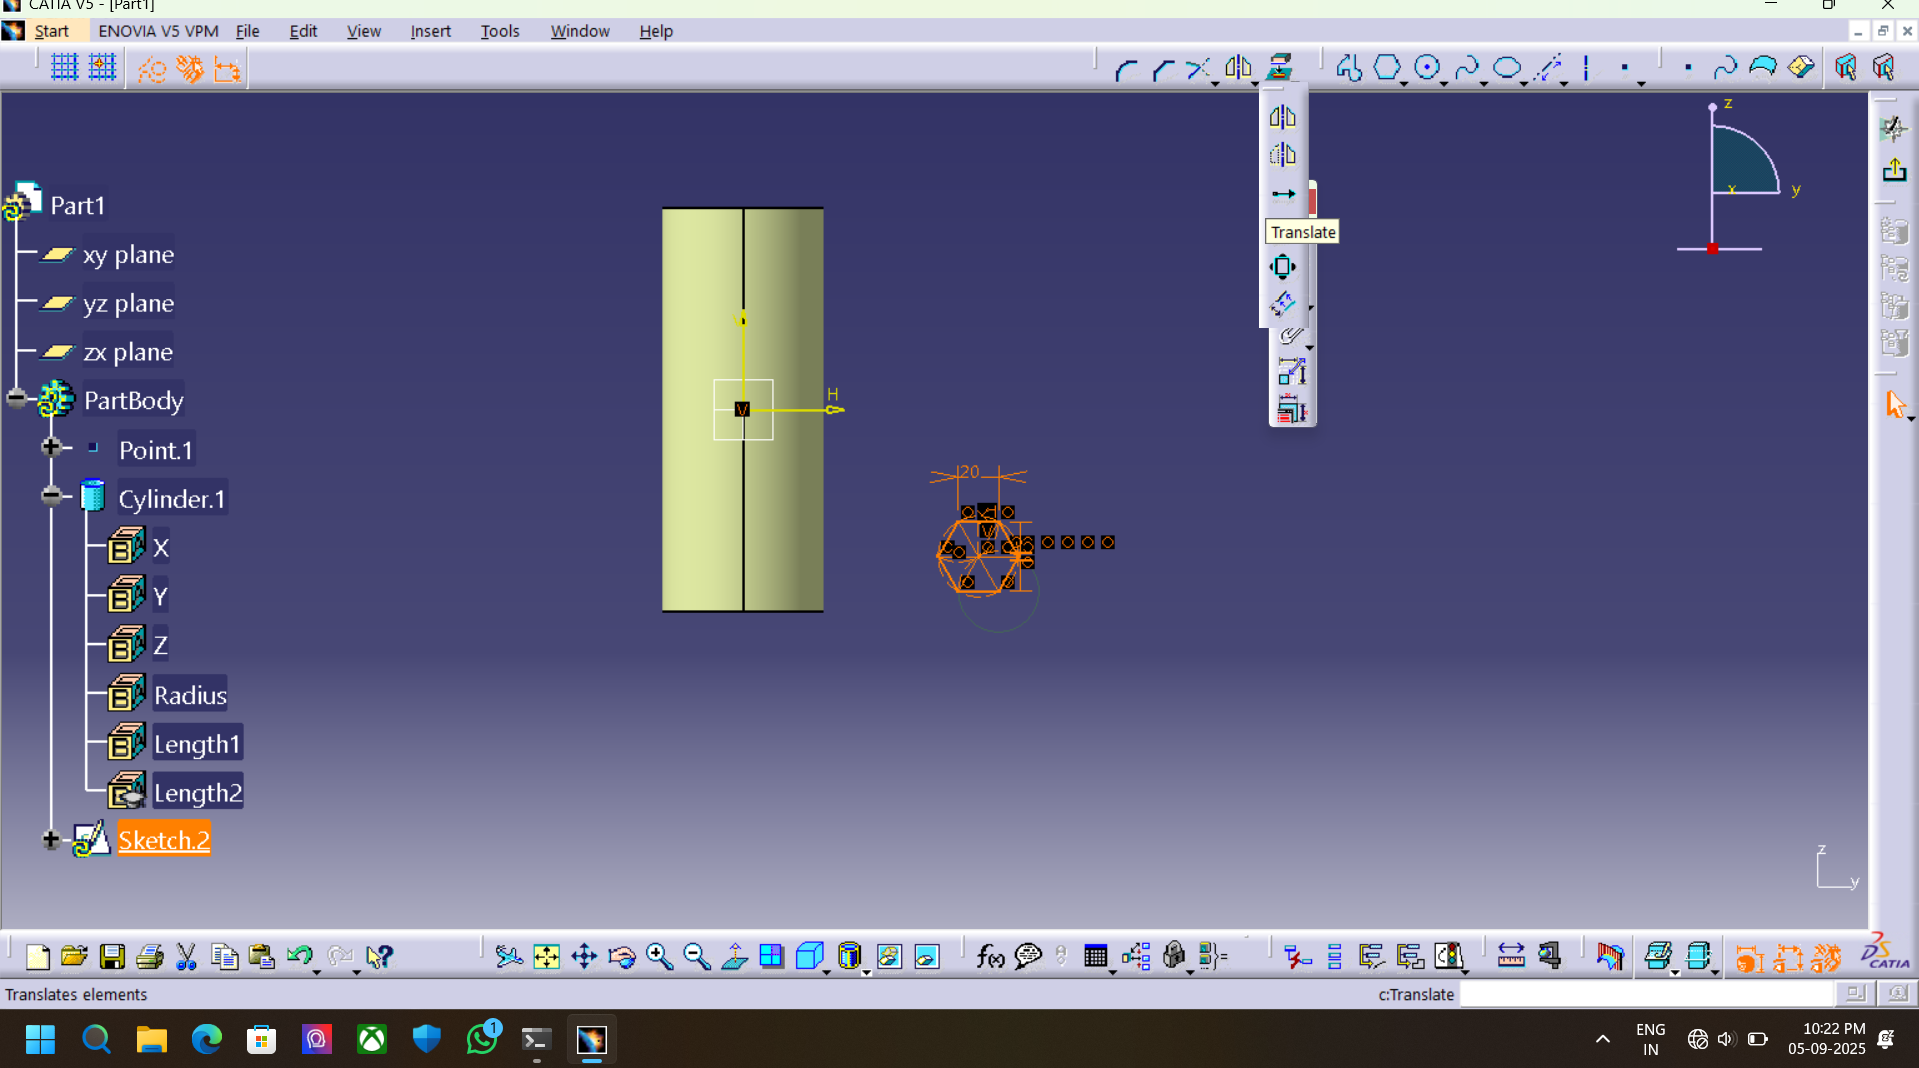 CATIA V5 - [Part1]
Start ENOVIA V5 VPM File Edit View Insert Tools Window Help
z
x
y
Translate
Part1
xy plane
yz plane
zx plane
PartBody
Point.1
Cylinder.1
X
Y
Z
Radius
Length1
Length2
Sketch.2
H
V
20
V
z
y
f(x)
CATIA
Translates elements
c:Translate
1
ENG
IN
10:22 PM
05-09-2025